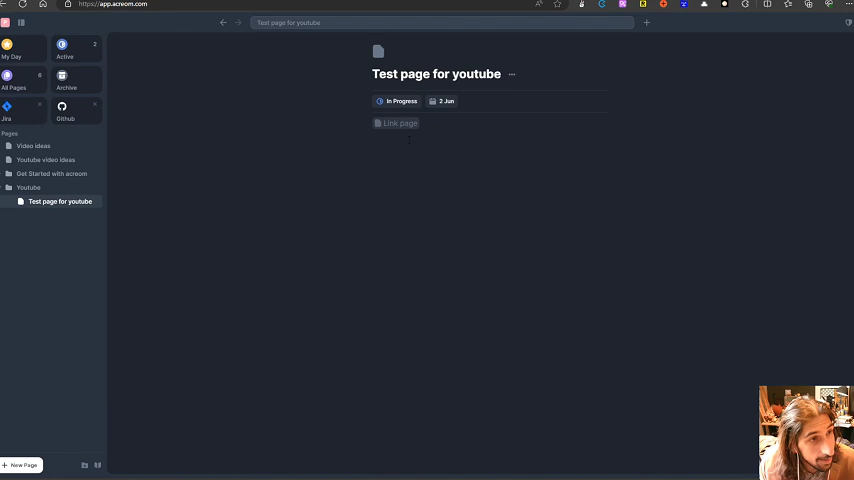 https://app.acreom.com
Test page for youtube
My Day
Active 2
All Pages 6
Archive
Jira
Github
Pages
Video ideas
Youtube video ideas
Get Started with acreom
Youtube
Test page for youtube
New Page
Test page for youtube
In Progress
2 Jun
Link page